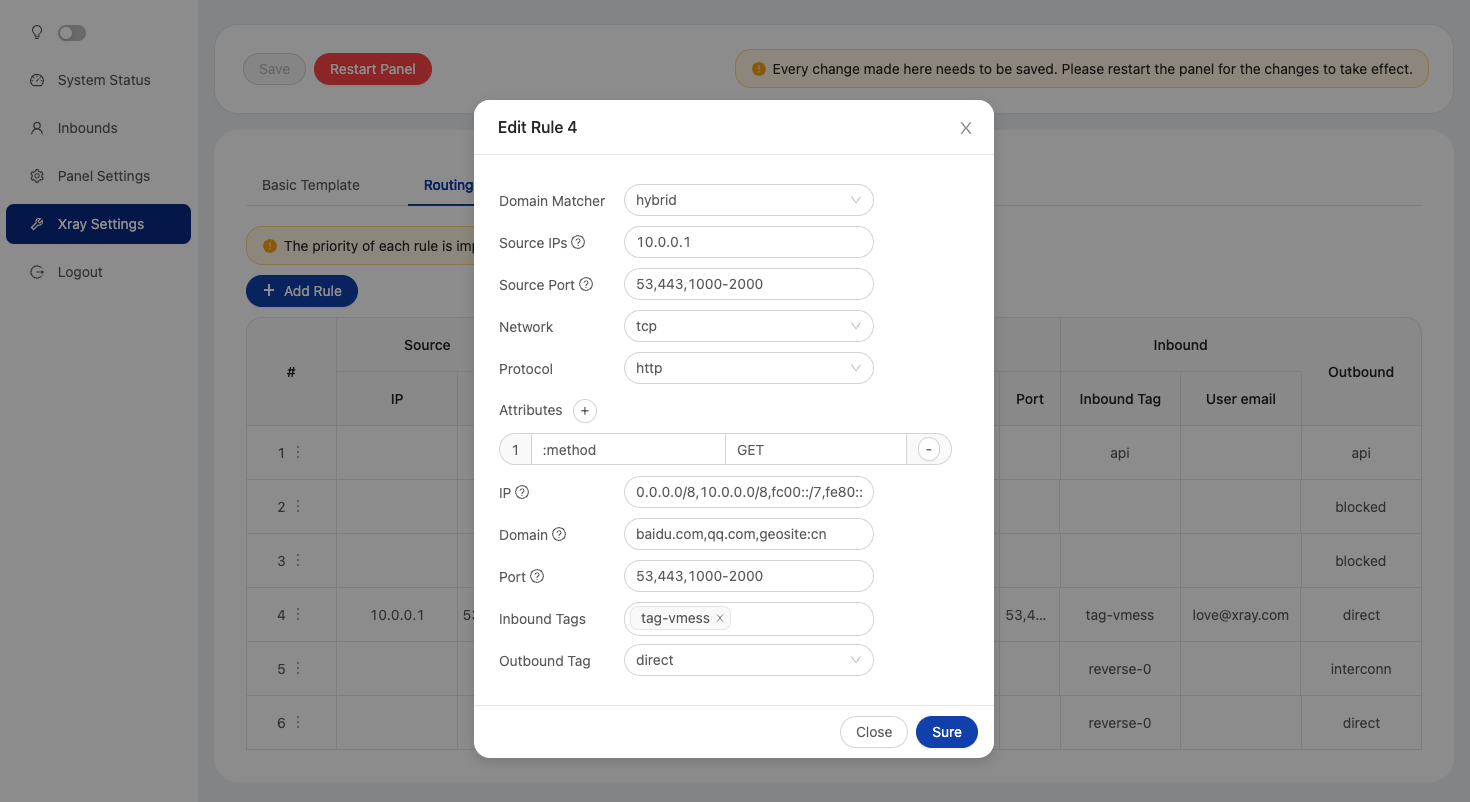 System Status
Inbounds
Panel Settings
Xray Settings
Logout
Save
Restart Panel
Every change made here needs to be saved. Please restart the panel for the changes to take effect.
Basic Template
Routing
The priority of each rule is
+ Add Rule
# Source Inbound Outbound
IP Port Inbound Tag User email
1 api api
2 blocked
3 blocked
4 10.0.0.1 53,4... tag-vmess love@xray.com direct
5 reverse-0 interconn
6 reverse-0 direct
Edit Rule 4
Domain Matcher hybrid
Source IPs 10.0.0.1
Source Port 53,443,1000-2000
Network tcp
Protocol http
Attributes +
1 :method GET -
IP 0.0.0.0/8,10.0.0.0/8,fc00::/7,fe80::
Domain baidu.com,qq.com,geosite:cn
Port 53,443,1000-2000
Inbound Tags tag-vmess
Outbound Tag direct
Close
Sure